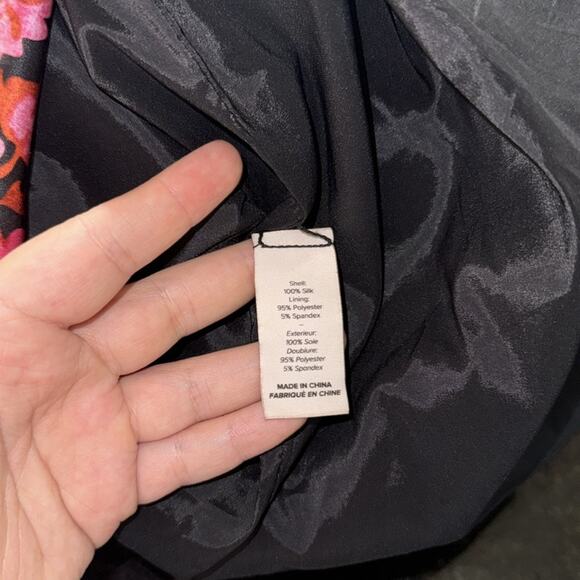 Shell:
100% Silk
Lining:
95% Polyester
5% Spandex
–
Exterieur:
100% Soie
Doublure:
95% Polyester
5% Spandex
MADE IN CHINA
FABRIQUÉ EN CHINE